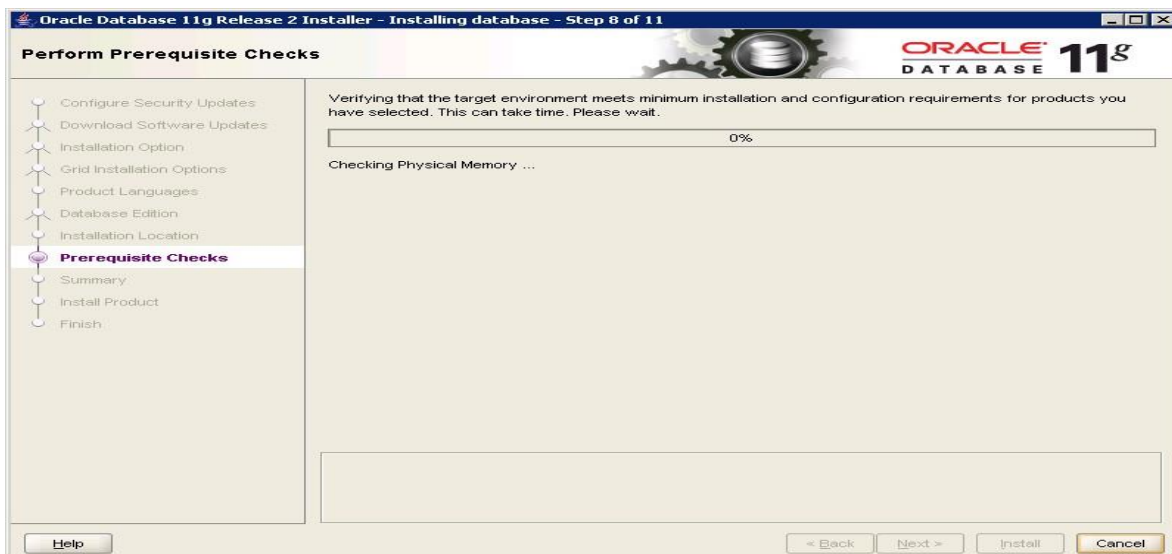 Oracle Database 11g Release 2 Installer - Installing database - Step 8 of 11
Perform Prerequisite Checks
ORACLE
DATABASE
11g
Configure Security Updates
Download Software Updates
Installation Option
Grid Installation Options
Product Languages
Database Edition
Installation Location
Prerequisite Checks
Summary
Install Product
Finish
Verifying that the target environment meets minimum installation and configuration requirements for products you
have selected. This can take time. Please wait.
0%
Checking Physical Memory ...
Help
< Back
Next >
Install
Cancel